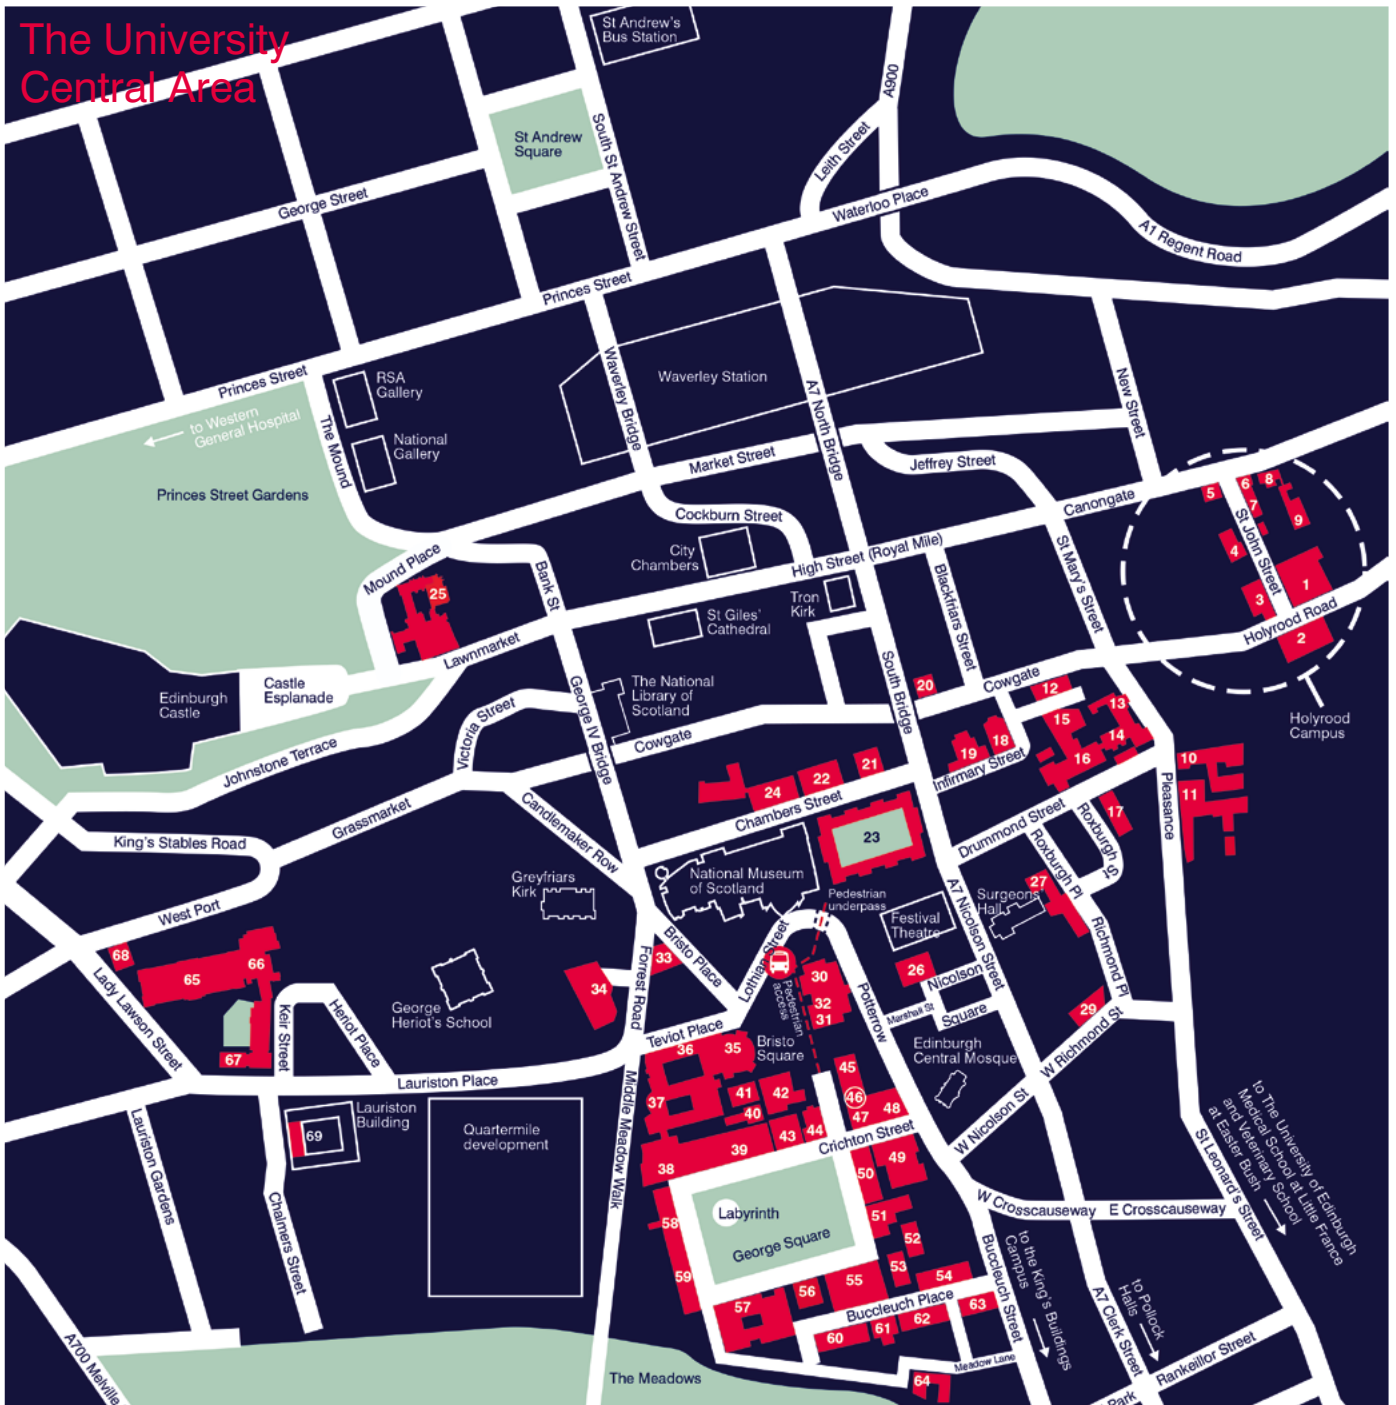 The University
Central Area
St Andrew's
Bus Station
A900
St Andrew
Square
South St Andrew Street
Leith Street
George Street
Waterloo Place
A1 Regent Road
Princes Street
Princes Street
RSA
Gallery
to Western
General Hospital
The Mound
National
Gallery
Waverley Bridge
Waverley Station
A7 North Bridge
New Street
Market Street
Jeffrey Street
Princes Street Gardens
Cockburn Street
Canongate
5
6
8
7
9
St John Street
4
1
3
2
Holyrood Road
Holyrood
Campus
City
Chambers
High Street (Royal Mile)
Mound Place
25
Bank St
Tron
Kirk
Blackfriars Street
St Mary's Street
St Giles'
Cathedral
Lawnmarket
Edinburgh
Castle
Castle
Esplanade
The National
Library of
Scotland
George IV Bridge
South Bridge
20
Cowgate
12
13
Victoria Street
Cowgate
15
14
18
19
16
Infirmary Street
Johnstone Terrace
10
11
Pleasance
21
22
24
Chambers Street
Grassmarket
Candlemaker Row
23
Drummond Street
17
Roxburgh St
Roxburgh Pl
King's Stables Road
West Port
Greyfriars
Kirk
National Museum
of Scotland
Pedestrian
underpass
A7 Nicolson Street
Surgeons
Hall
27
Festival
Theatre
Richmond Pl
68
66
65
67
Bristo Place
Lothian Street
33
34
Forrest Road
Pedestrian
access
30
32
31
Potterrow
26
Nicolson
Square
Marshall St
29
W Richmond St
Lady Lawson Street
Keir Street
Heriot Place
George
Heriot's School
Teviot Place
36
35
Bristo
Square
Edinburgh
Central Mosque
Lauriston Place
Lauriston
Building
69
Quartermile
development
Middle Meadow Walk
37
41
42
40
45
46
47
48
W Nicolson St
39
43
44
38
Crichton Street
49
50
Lauriston Gardens
Chalmers Street
58
Labyrinth
George Square
51
52
W Crosscauseway
E Crosscauseway
St Leonard's Street
to The University of Edinburgh
Medical School at Little France
and Veterinary School
at Easter Bush
59
57
56
55
53
54
Buccleuch Place
60
61
62
63
Buccleuch Street
to the King's Buildings
Campus
A7 Clerk Street
to Pollock
Halls
Meadow Lane
64
Rankeillor Street
Park
A700 Melville
The Meadows